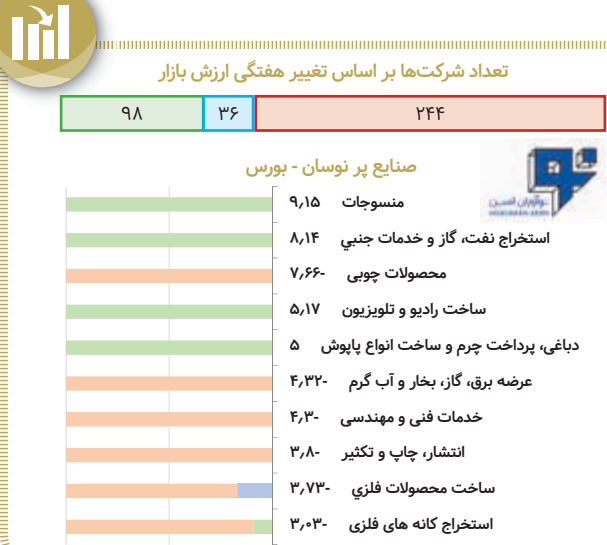 تعداد شرکت‌ها بر اساس تغییر هفتگی ارزش بازار
۹۸ ۳۶ ۲۴۴
صنایع پر نوسان - بورس
منسوجات ۹٫۱۵
استخراج نفت، گاز و خدمات جنبي ۸٫۱۴
محصولات چوبی -۷٫۶۶
ساخت رادیو و تلویزیون ۵٫۱۷
دباغی، پرداخت چرم و ساخت انواع پاپوش ۵
عرضه برق، گاز، بخار و آب گرم -۴٫۳۲
خدمات فنی و مهندسی -۴٫۳
انتشار، چاپ و تکثیر -۳٫۸
ساخت محصولات فلزي -۳٫۷۳
استخراج کانه های فلزی -۳٫۰۳